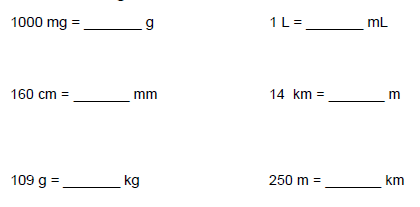 1000 mg = _______ g 1 L = _______ mL
160 cm = _______ mm 14 km = _______ m
109 g = _______ kg 250 m = _______ km